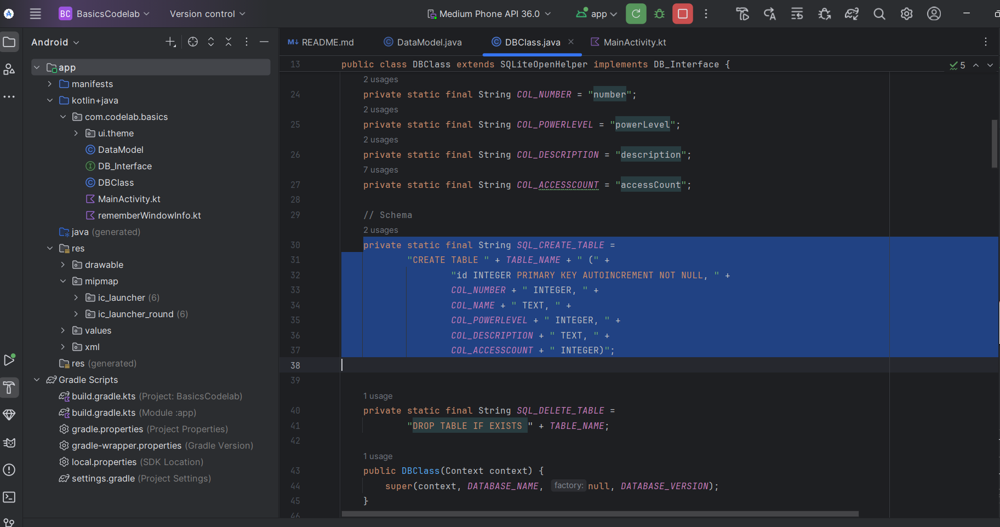 BC BasicsCodelab Version control Medium Phone API 36.0 app
Android
app
manifests
kotlin+java
com.codelab.basics
ui.theme
DataModel
DB_Interface
DBClass
MainActivity.kt
rememberWindowInfo.kt
java (generated)
res
drawable
mipmap
ic_launcher (6)
ic_launcher_round (6)
values
xml
res (generated)
Gradle Scripts
build.gradle.kts (Project: BasicsCodelab)
build.gradle.kts (Module :app)
gradle.properties (Project Properties)
gradle-wrapper.properties (Gradle Version)
local.properties (SDK Location)
settings.gradle (Project Settings)
M↓ README.md DataModel.java DBClass.java MainActivity.kt
13 public class DBClass extends SQLiteOpenHelper implements DB_Interface { 5
2 usages
24 private static final String COL_NUMBER = "number";
2 usages
25 private static final String COL_POWERLEVEL = "powerLevel";
2 usages
26 private static final String COL_DESCRIPTION = "description";
7 usages
27 private static final String COL_ACCESSCOUNT = "accessCount";
28
29 // Schema
2 usages
30 private static final String SQL_CREATE_TABLE =
31 "CREATE TABLE " + TABLE_NAME + " (" +
32 "id INTEGER PRIMARY KEY AUTOINCREMENT NOT NULL, " +
33 COL_NUMBER + " INTEGER, " +
34 COL_NAME + " TEXT, " +
35 COL_POWERLEVEL + " INTEGER, " +
36 COL_DESCRIPTION + " TEXT, " +
37 COL_ACCESSCOUNT + " INTEGER)";
38
39
1 usage
40 private static final String SQL_DELETE_TABLE =
41 "DROP TABLE IF EXISTS " + TABLE_NAME;
42
1 usage
43 public DBClass(Context context) {
44 super(context, DATABASE_NAME, factory: null, DATABASE_VERSION);
45 }
46